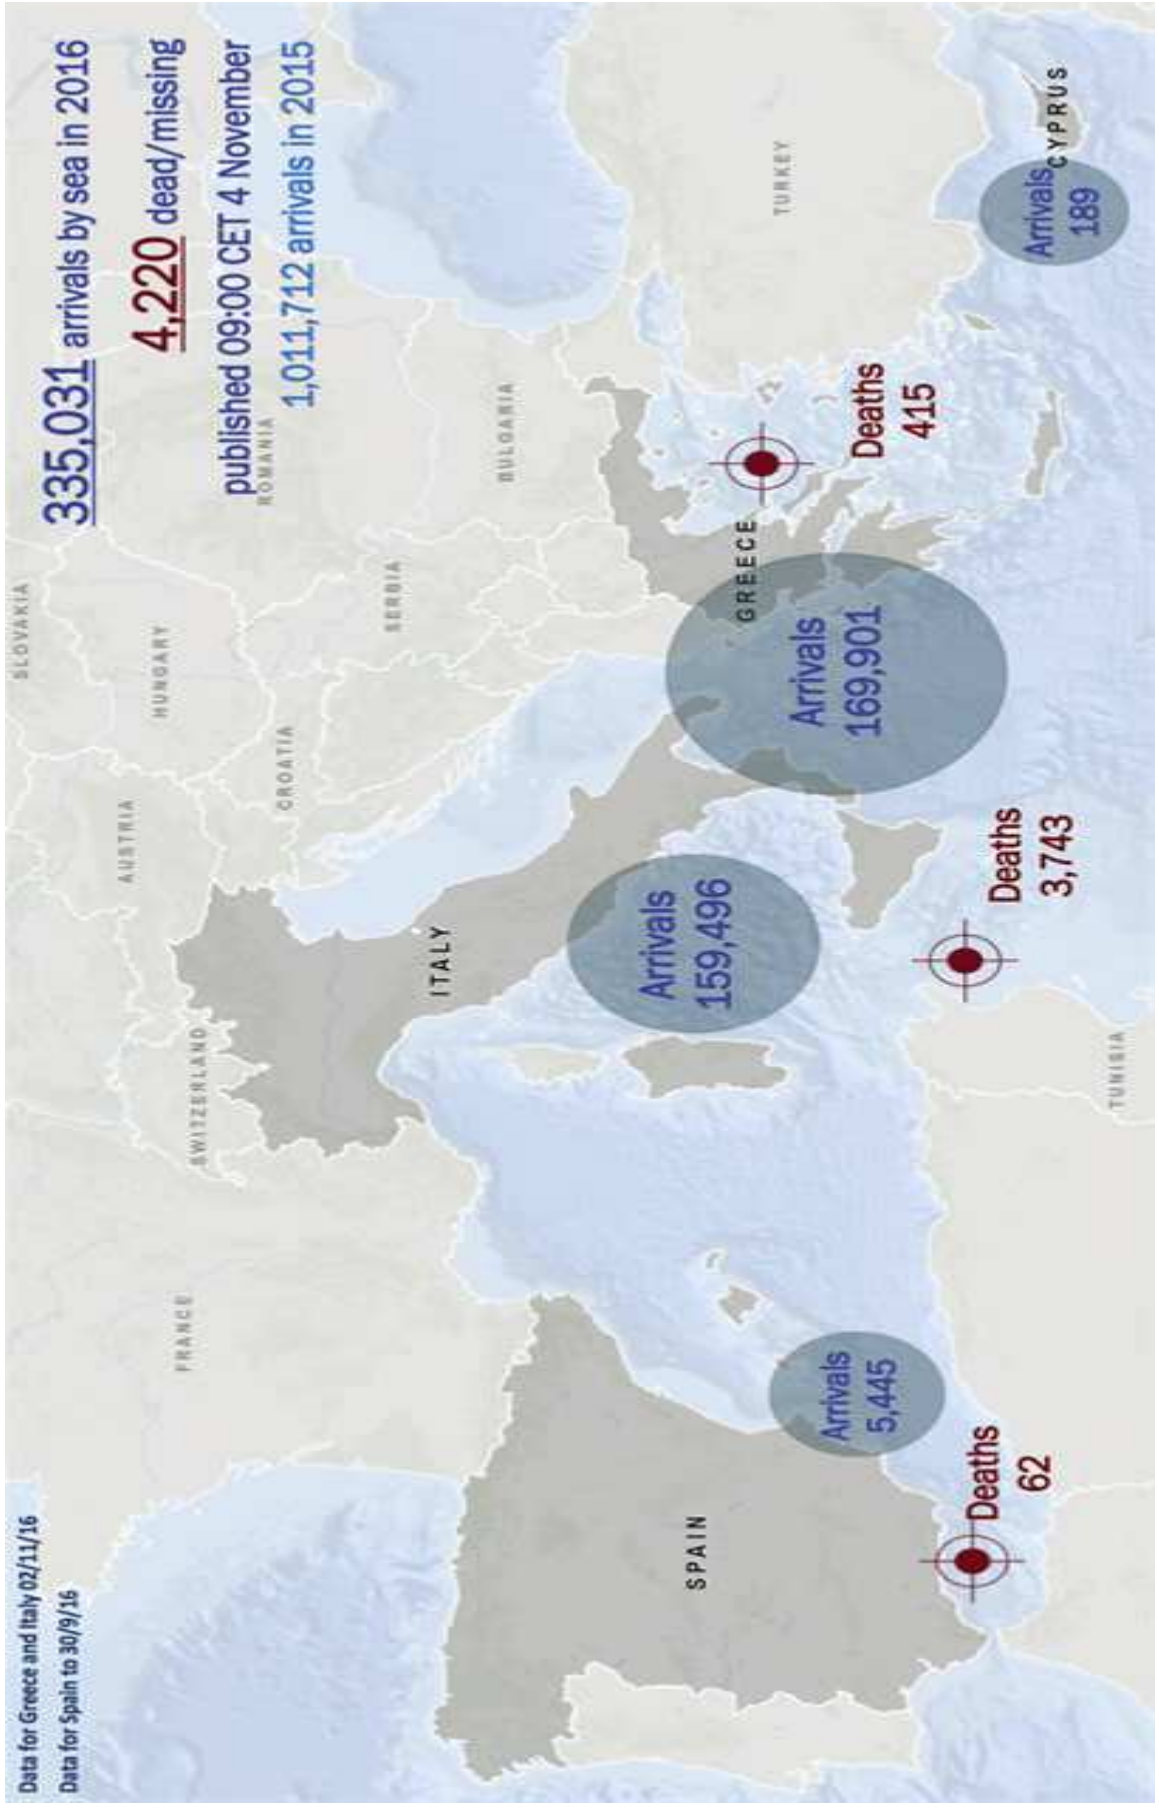 Data for Greece and Italy 02/11/16
Data for Spain to 30/9/16
335,031 arrivals by sea in 2016
4,220 dead/missing
published 09:00 CET 4 November
1,011,712 arrivals in 2015
SLOVAKIA
AUSTRIA
HUNGARY
FRANCE
SWITZERLAND
ROMANIA
CROATIA
SERBIA
ITALY
BULGARIA
SPAIN
Arrivals
159,496
GREECE
TURKEY
Arrivals
169,901
Deaths
415
Arrivals
5,445
Deaths
62
Deaths
3,743
Arrivals
189
CYPRUS
TUNISIA